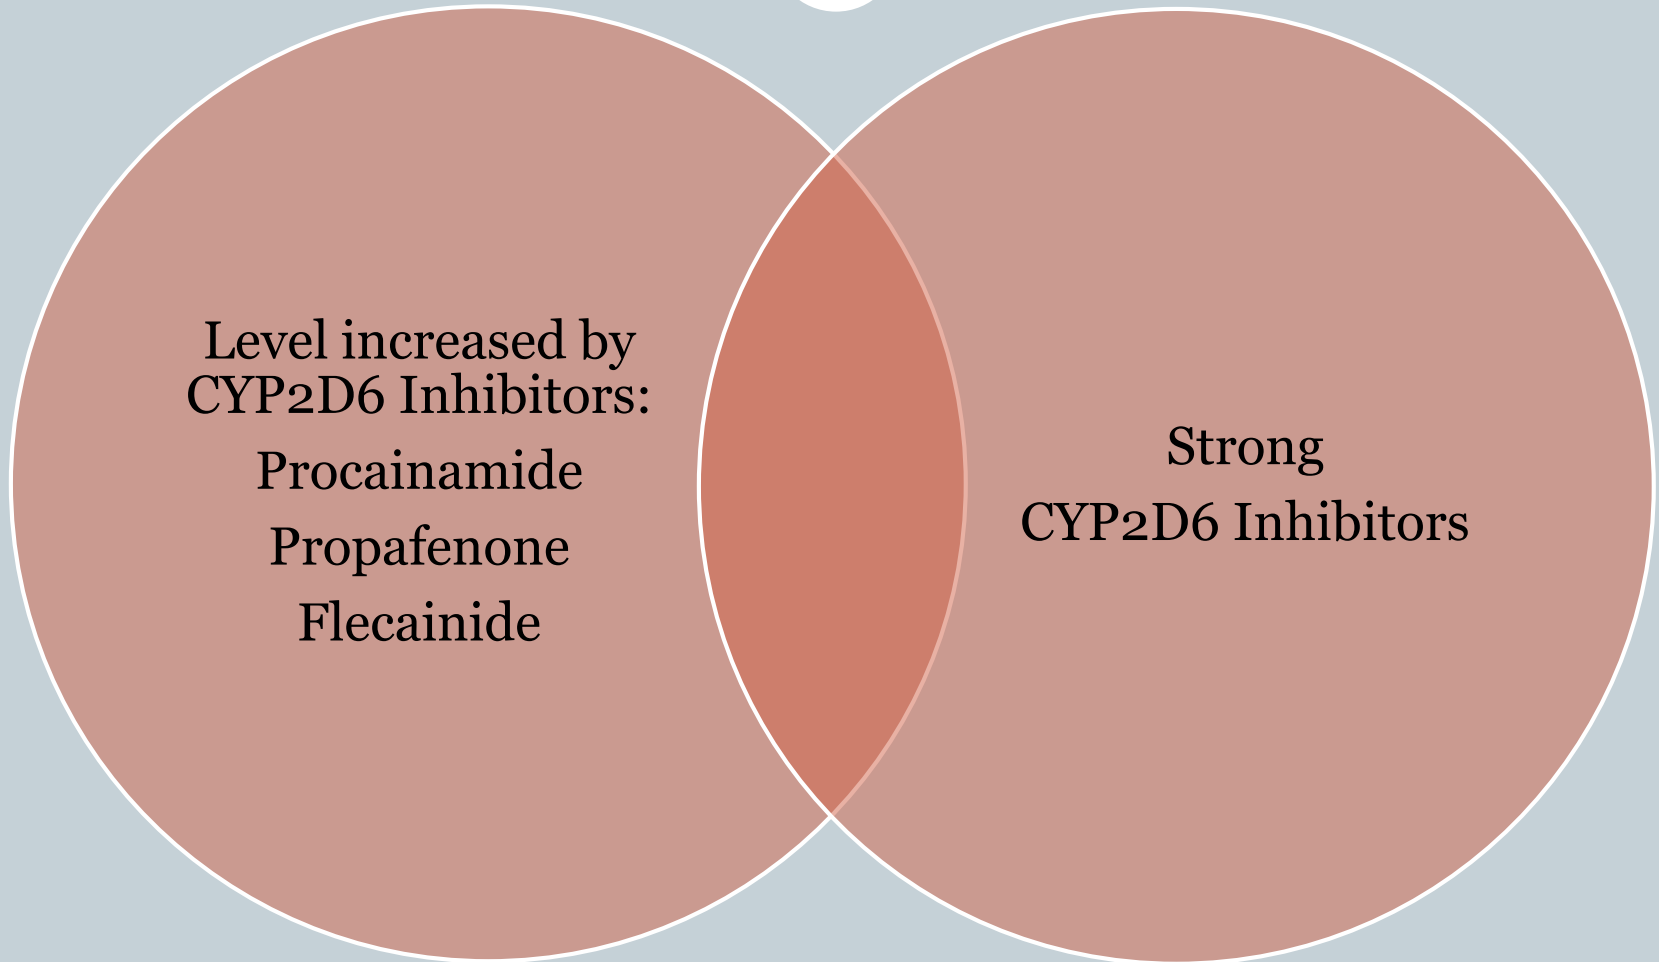 Level increased by
CYP2D6 Inhibitors:
Procainamide
Propafenone
Flecainide
Strong
CYP2D6 Inhibitors